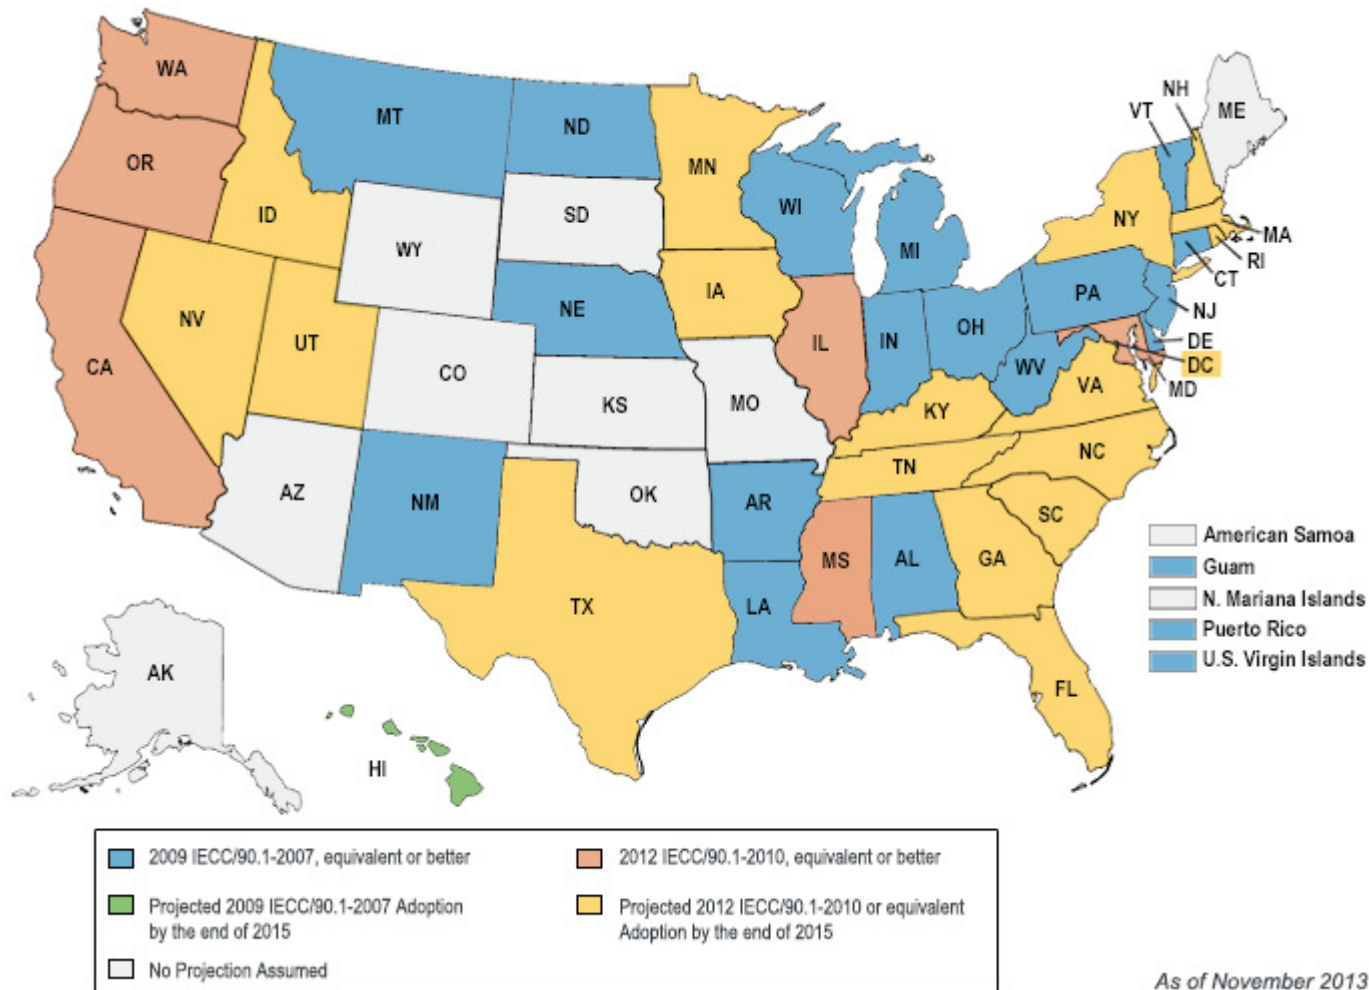 WA
OR
CA
MT
ID
NV
UT
AZ
WY
CO
NM
ND
SD
NE
KS
OK
TX
MN
IA
MO
AR
LA
WI
IL
MS
MI
IN
OH
KY
TN
AL
GA
FL
SC
NC
VA
WV
PA
NY
VT
NH
ME
MA
RI
CT
NJ
DE
DC
MD
AK
HI
American Samoa
Guam
N. Mariana Islands
Puerto Rico
U.S. Virgin Islands
2009 IECC/90.1-2007, equivalent or better
2012 IECC/90.1-2010, equivalent or better
Projected 2009 IECC/90.1-2007 Adoption
by the end of 2015
Projected 2012 IECC/90.1-2010 or equivalent
Adoption by the end of 2015
No Projection Assumed
As of November 2013